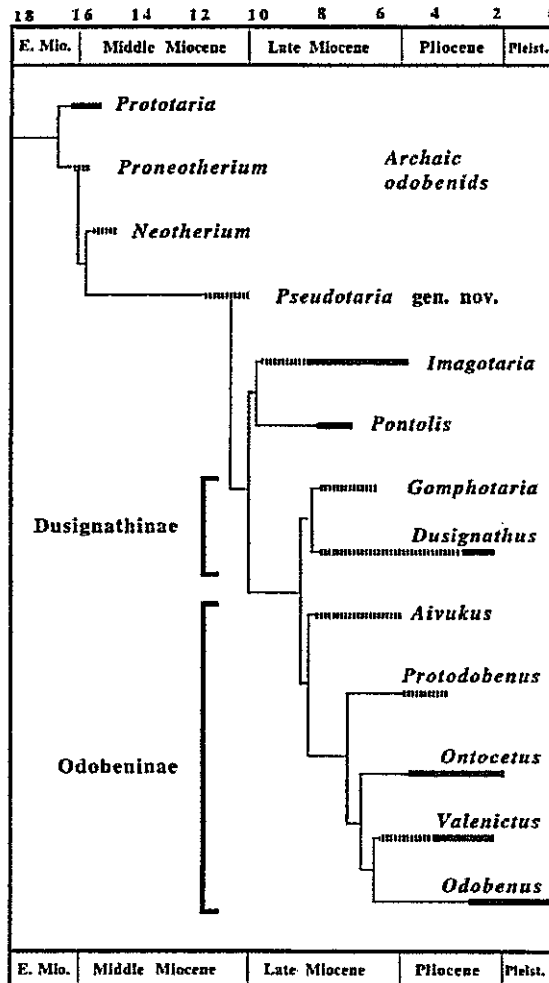 18 14 12 10 8 6 4 2
E. Mio. Middle Miocene Late Miocene Pliocene Pleist.
Prototaria
Proneotherium
Archaic
odobenids
Neotherium
Pseudotaria gen. nov.
Imagotaria
Pontolis
Gomphotaria
Dusignathinae
Dusignathus
Aivukus
Protodobenus
Odobeninae
Ontocetus
Valenictus
Odobenus
E. Mio. Middle Miocene Late Miocene Pliocene Pleist.